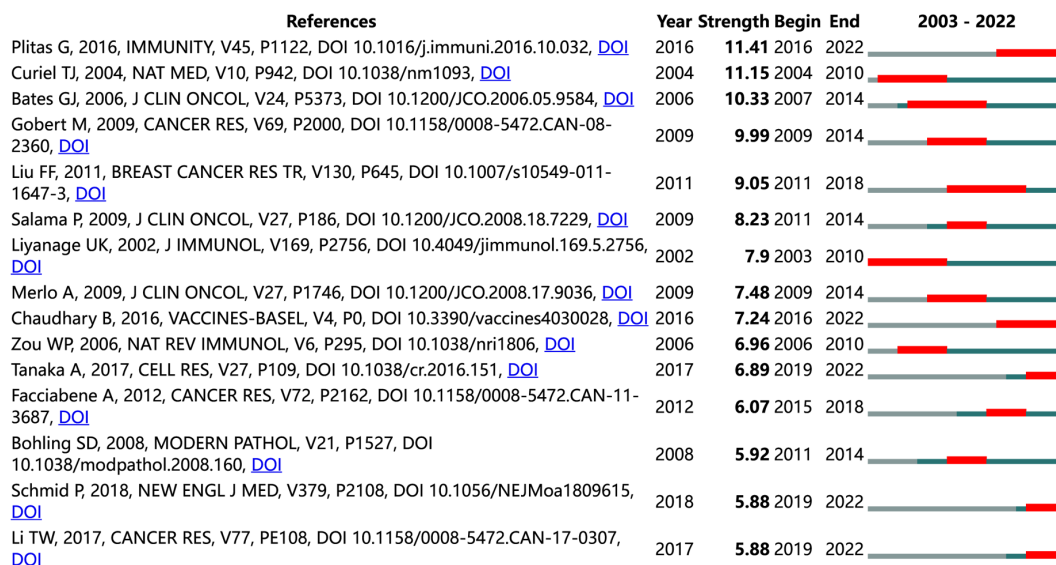 References Year Strength Begin End 2003 - 2022
Plitas G, 2016, IMMUNITY, V45, P1122, DOI 10.1016/j.immuni.2016.10.032, DOI 2016 11.41 2016 2022
Curiel TJ, 2004, NAT MED, V10, P942, DOI 10.1038/nm1093, DOI 2004 11.15 2004 2010
Bates GJ, 2006, J CLIN ONCOL, V24, P5373, DOI 10.1200/JCO.2006.05.9584, DOI 2006 10.33 2007 2014
Gobert M, 2009, CANCER RES, V69, P2000, DOI 10.1158/0008-5472.CAN-08-
2360, DOI 2009 9.99 2009 2014
Liu FF, 2011, BREAST CANCER RES TR, V130, P645, DOI 10.1007/s10549-011-
1647-3, DOI 2011 9.05 2011 2018
Salama P, 2009, J CLIN ONCOL, V27, P186, DOI 10.1200/JCO.2008.18.7229, DOI 2009 8.23 2011 2014
Liyanage UK, 2002, J IMMUNOL, V169, P2756, DOI 10.4049/jimmunol.169.5.2756,
DOI 2002 7.9 2003 2010
Merlo A, 2009, J CLIN ONCOL, V27, P1746, DOI 10.1200/JCO.2008.17.9036, DOI 2009 7.48 2009 2014
Chaudhary B, 2016, VACCINES-BASEL, V4, P0, DOI 10.3390/vaccines4030028, DOI 2016 7.24 2016 2022
Zou WP, 2006, NAT REV IMMUNOL, V6, P295, DOI 10.1038/nri1806, DOI 2006 6.96 2006 2010
Tanaka A, 2017, CELL RES, V27, P109, DOI 10.1038/cr.2016.151, DOI 2017 6.89 2019 2022
Facciabene A, 2012, CANCER RES, V72, P2162, DOI 10.1158/0008-5472.CAN-11-
3687, DOI 2012 6.07 2015 2018
Bohling SD, 2008, MODERN PATHOL, V21, P1527, DOI
10.1038/modpathol.2008.160, DOI 2008 5.92 2011 2014
Schmid P, 2018, NEW ENGL J MED, V379, P2108, DOI 10.1056/NEJMoa1809615,
DOI 2018 5.88 2019 2022
Li TW, 2017, CANCER RES, V77, PE108, DOI 10.1158/0008-5472.CAN-17-0307,
DOI 2017 5.88 2019 2022